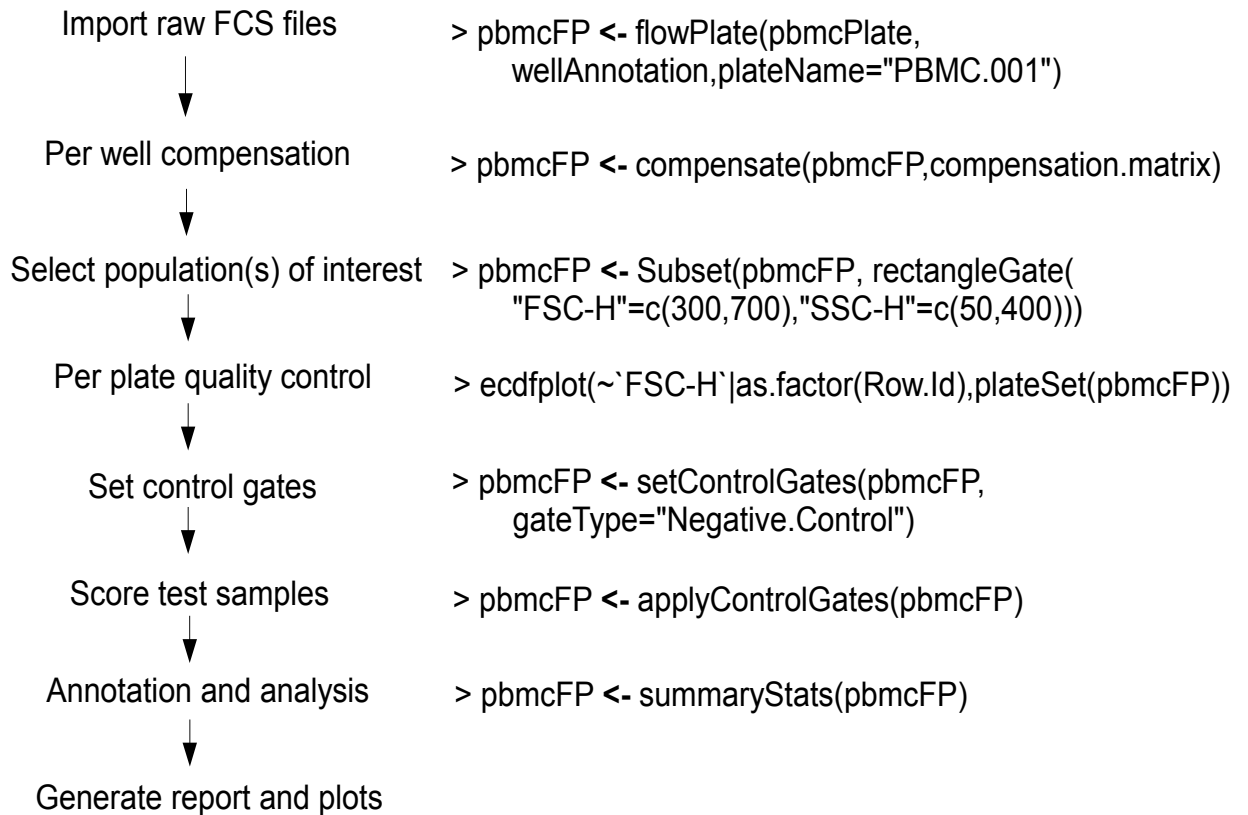 Import raw FCS files
> pbmcFP <- flowPlate(pbmcPlate,
wellAnnotation,plateName="PBMC.001")
Per well compensation
> pbmcFP <- compensate(pbmcFP,compensation.matrix)
Select population(s) of interest
> pbmcFP <- Subset(pbmcFP, rectangleGate(
"FSC-H"=c(300,700),"SSC-H"=c(50,400)))
Per plate quality control
> ecdfplot(~`FSC-H`|as.factor(Row.Id),plateSet(pbmcFP))
Set control gates
> pbmcFP <- setControlGates(pbmcFP,
gateType="Negative.Control")
Score test samples
> pbmcFP <- applyControlGates(pbmcFP)
Annotation and analysis
> pbmcFP <- summaryStats(pbmcFP)
Generate report and plots